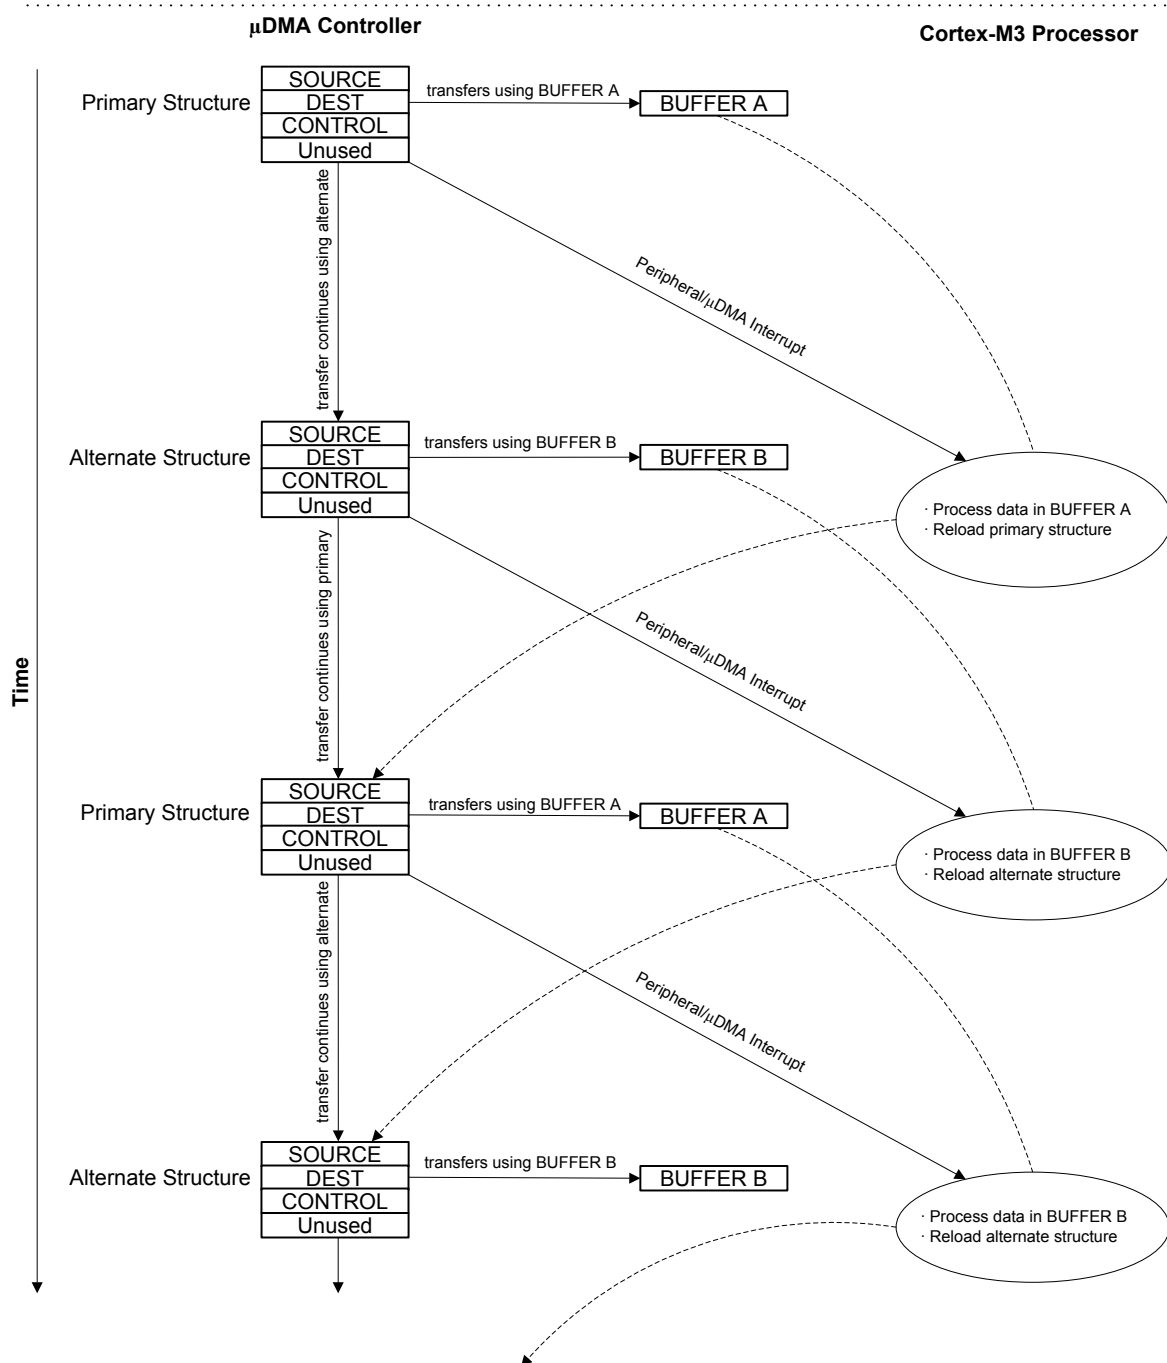 µDMA Controller
Cortex-M3 Processor
Time
Primary Structure
SOURCE
DEST
CONTROL
Unused
transfers using BUFFER A
BUFFER A
transfer continues using alternate
Peripheral/µDMA Interrupt
Alternate Structure
SOURCE
DEST
CONTROL
Unused
transfers using BUFFER B
BUFFER B
· Process data in BUFFER A
· Reload primary structure
transfer continues using primary
Peripheral/µDMA Interrupt
Primary Structure
SOURCE
DEST
CONTROL
Unused
transfers using BUFFER A
BUFFER A
· Process data in BUFFER B
· Reload alternate structure
transfer continues using alternate
Peripheral/µDMA Interrupt
Alternate Structure
SOURCE
DEST
CONTROL
Unused
transfers using BUFFER B
BUFFER B
· Process data in BUFFER B
· Reload alternate structure